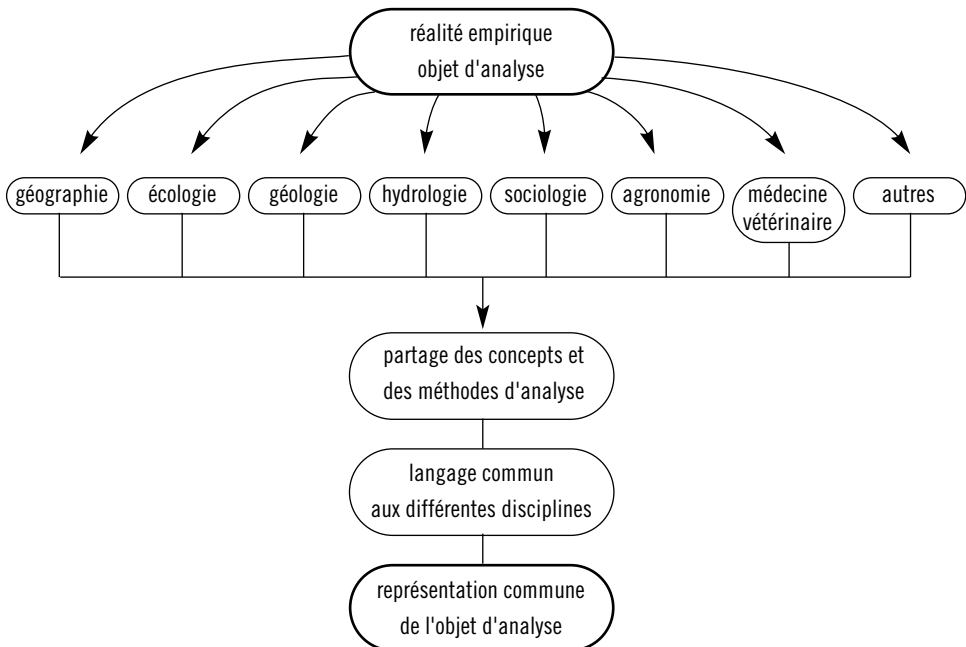 réalité empirique
objet d'analyse
géographie
écologie
géologie
hydrologie
sociologie
agronomie
médecine
vétérinaire
autres
partage des concepts et
des méthodes d'analyse
langage commun
aux différentes disciplines
représentation commune
de l'objet d'analyse